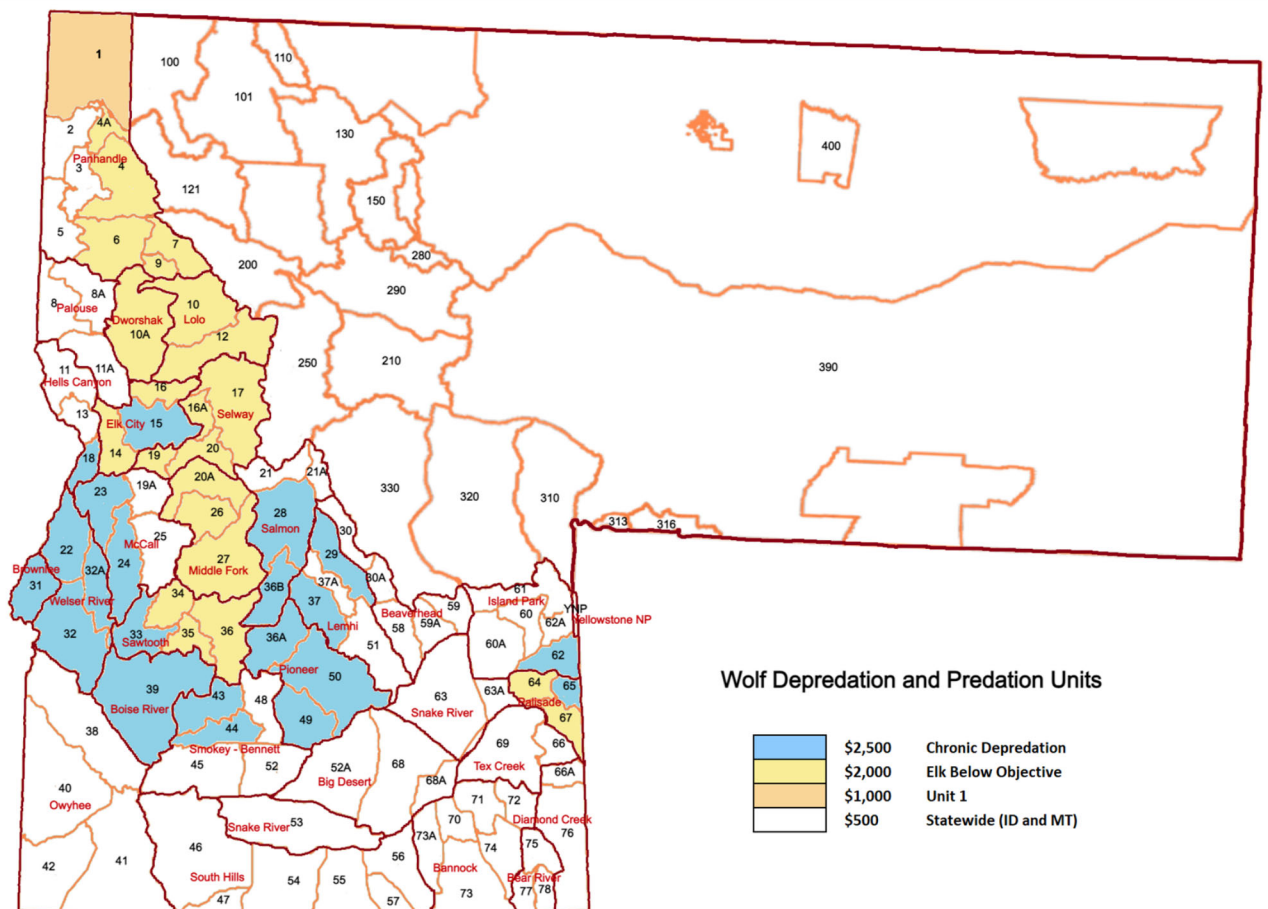 1
100
110
101
2
4A
130
400
Panhandle
3
4
121
150
5
6
7
9
200
280
290
8
8A
Palouse
10
Dworshak
Lolo
10A
12
250
210
390
11
11A
Hells Canyon
16
17
13
16A
Selway
Elk City
15
14
19
20
18
21
21A
19A
20A
330
320
310
23
28
26
Salmon
30
313
316
25
McCall
22
24
27
29
Brownlee
32A
Middle Fork
37A
30A
31
36B
61
Weiser River
34
37
59
Island Park
YNP
Beaverhead
60
62A
Yellowstone NP
32
33
35
36
36A
Lemhi
58
59A
Sawtooth
51
60A
62
Pioneer
50
64
65
39
43
48
63
63A
Palisade
Boise River
Snake River
67
38
44
49
66
Smokey - Bennett
69
45
52
52A
68
Tex Creek
66A
40
Big Desert
68A
Owyhee
71
72
53
Snake River
70
Diamond Creek
73A
76
46
74
75
42
41
56
Bannock
South Hills
54
55
73
Bear River
47
57
77
78
Wolf Depredation and Predation Units
$2,500 Chronic Depredation
$2,000 Elk Below Objective
$1,000 Unit 1
$500 Statewide (ID and MT)